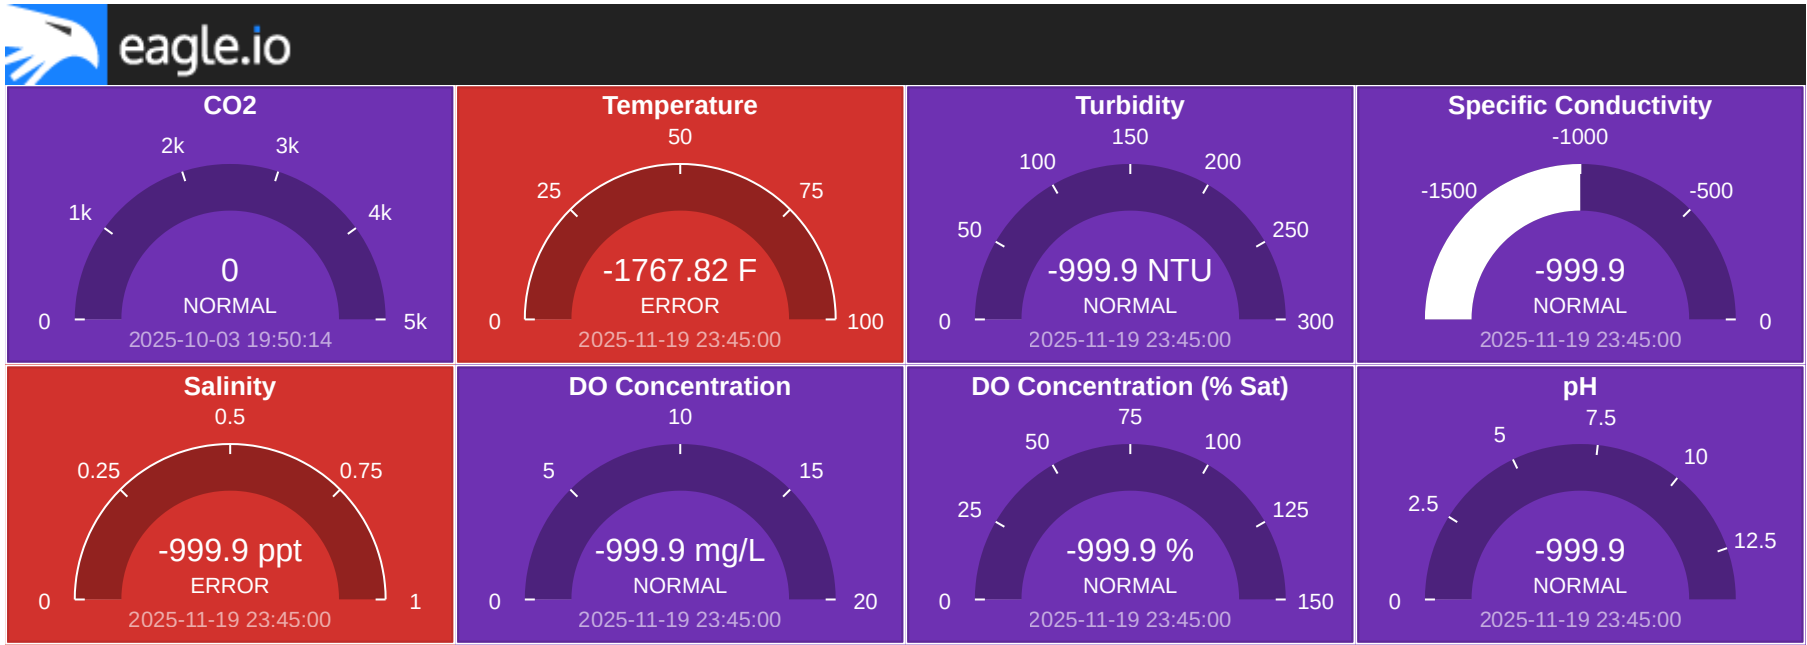 eagle.io
CO2
2k 3k
1k 4k
0
NORMAL
0 5k
2025-10-03 19:50:14
Temperature
50
25 75
-1767.82 F
ERROR
0 100
2025-11-19 23:45:00
Turbidity
150
100 200
50 250
-999.9 NTU
NORMAL
0 300
2025-11-19 23:45:00
Specific Conductivity
-1000
-1500 -500
-999.9
NORMAL
0
2025-11-19 23:45:00
Salinity
0.5
0.25 0.75
-999.9 ppt
ERROR
0 1
2025-11-19 23:45:00
DO Concentration
10
5 15
-999.9 mg/L
NORMAL
0 20
2025-11-19 23:45:00
DO Concentration (% Sat)
75
50 100
25 125
-999.9 %
NORMAL
0 150
2025-11-19 23:45:00
pH
7.5
5 10
2.5 12.5
-999.9
NORMAL
0
2025-11-19 23:45:00